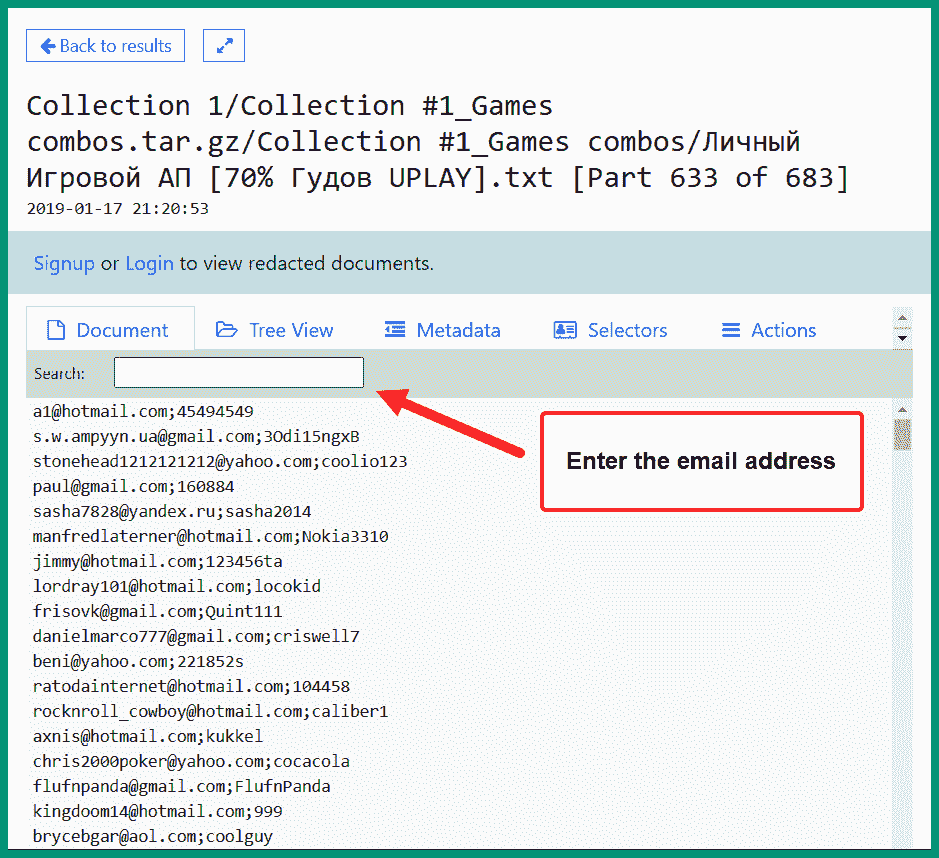 Back to results
Collection 1/Collection #1_Games
combos.tar.gz/Collection #1_Games combos/Личный
Игровой АП [70% Гудов UPLAY].txt [Part 633 of 683]
2019-01-17 21:20:53
Signup or Login to view redacted documents.
Document Tree View Metadata Selectors Actions
Search:
a1@hotmail.com;45494549
s.w.ampyyn.ua@gmail.com;3Odi15ngxB
stonehead1212121212@yahoo.com;coolio123
paul@gmail.com;160884
sasha7828@yandex.ru;sasha2014
manfredlaterner@hotmail.com;Nokia3310
jimmy@hotmail.com;123456ta
lordray101@hotmail.com;locokid
frisovk@gmail.com;Quint111
danielmarco777@gmail.com;criswell7
beni@yahoo.com;221852s
ratodainternet@hotmail.com;104458
rocknroll_cowboy@hotmail.com;caliber1
axnis@hotmail.com;kukkel
chris2000poker@yahoo.com;cocacola
flufnpanda@gmail.com;FlufnPanda
kingdoom14@hotmail.com;999
brycebgar@aol.com;coolguy
Enter the email address